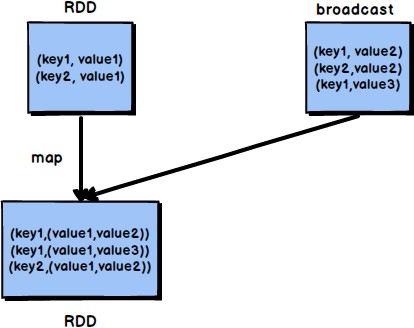 RDD
broadcast
(key1, value1)
(key2, value1)
(key1, value2)
(key2,value2)
(key1,value3)
map
(key1,(value1,value2))
(key1,(value1,value3))
(key2,(value1,value2))
RDD